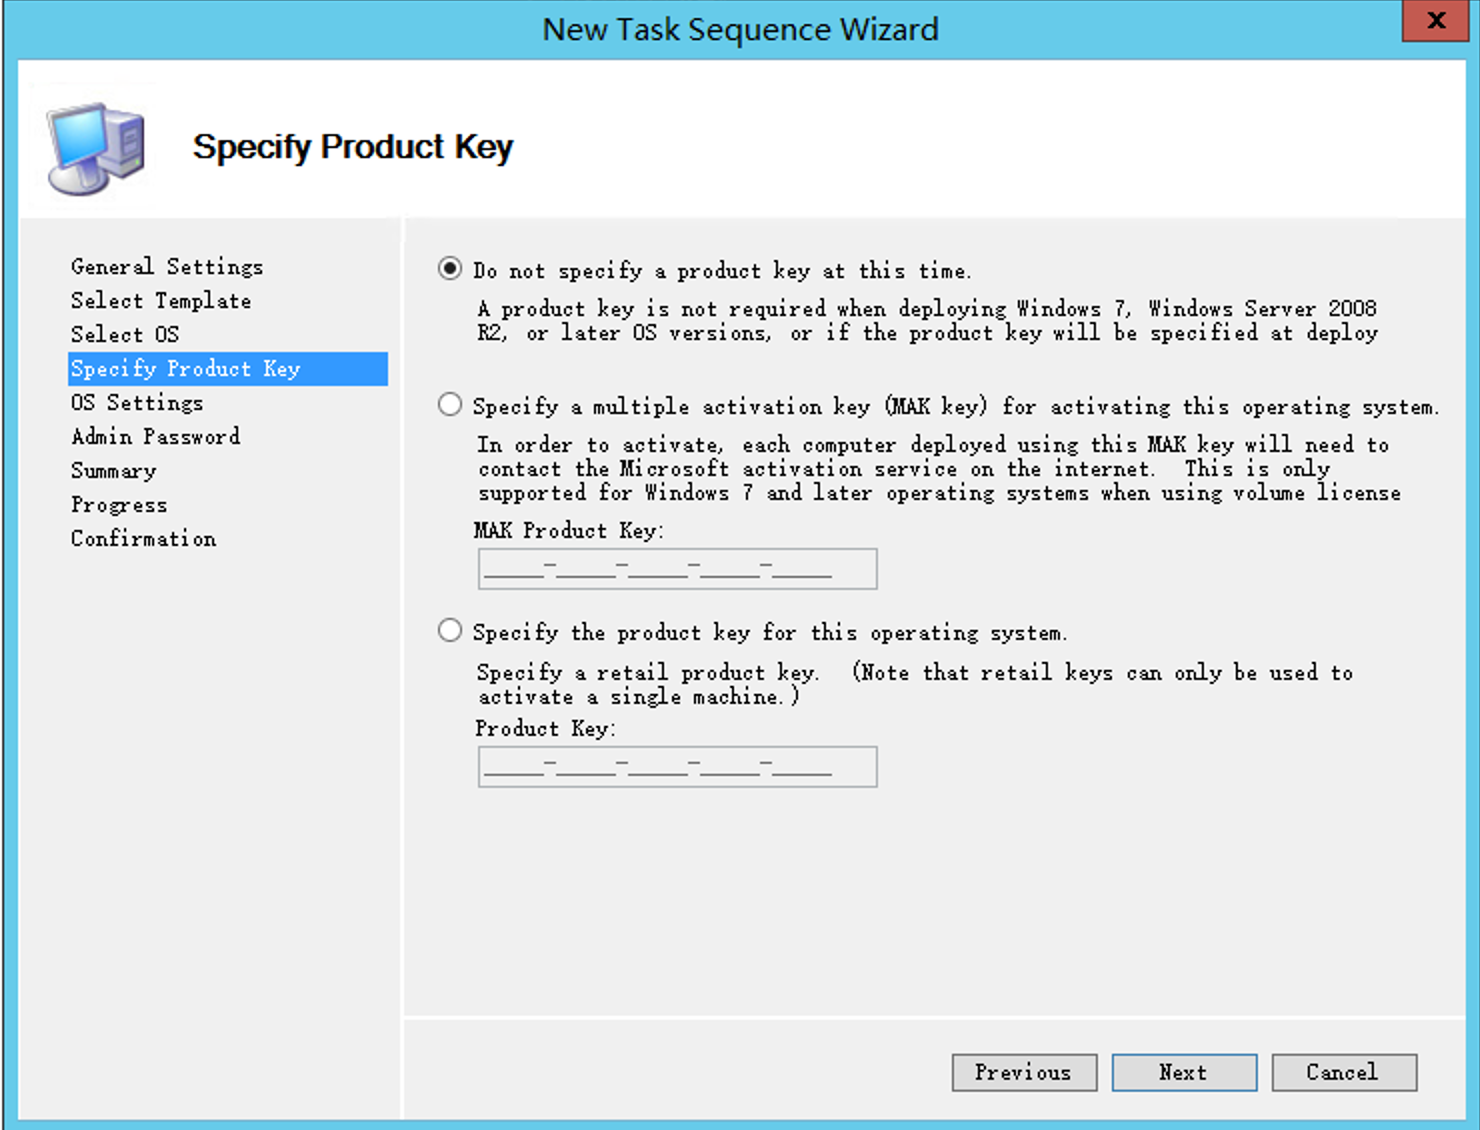 New Task Sequence Wizard
x
Specify Product Key
General Settings
Select Template
Select OS
Specify Product Key
OS Settings
Admin Password
Summary
Progress
Confirmation
Do not specify a product key at this time.
A product key is not required when deploying Windows 7, Windows Server 2008
R2, or later OS versions, or if the product key will be specified at deploy
Specify a multiple activation key (MAK key) for activating this operating system.
In order to activate, each computer deployed using this MAK key will need to
contact the Microsoft activation service on the internet.  This is only
supported for Windows 7 and later operating systems when using volume license
MAK Product Key:
_____-_____-_____-_____-_____
Specify the product key for this operating system.
Specify a retail product key.  (Note that retail keys can only be used to
activate a single machine.)
Product Key:
_____-_____-_____-_____-_____
Previous
Next
Cancel